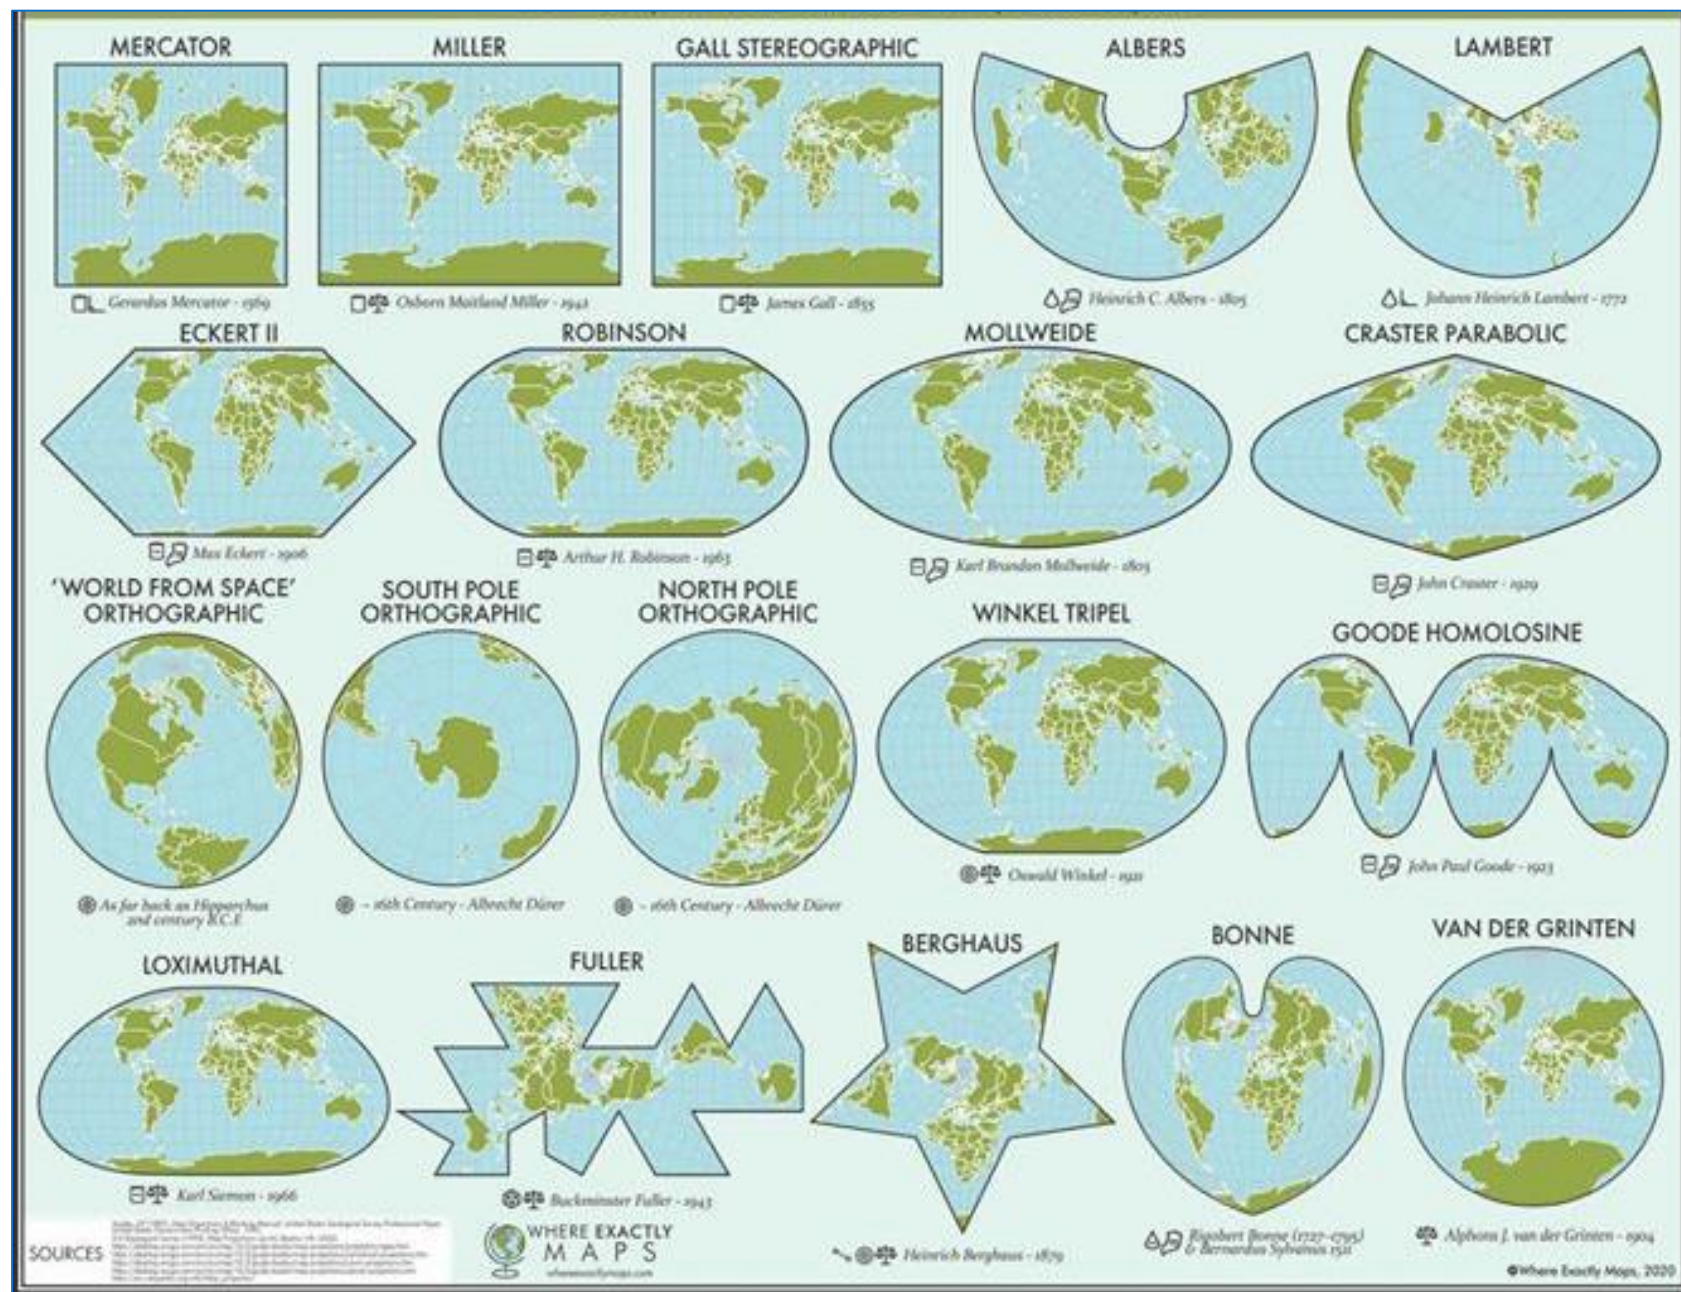 MERCATOR
MILLER
GALL STEREOGRAPHIC
ALBERS
LAMBERT
Gerardus Mercator - 1569
Osborn Maitland Miller - 1942
James Gall - 1855
Heinrich C. Albers - 1805
Johann Heinrich Lambert - 1772
ECKERT II
ROBINSON
MOLLWEIDE
CRASTER PARABOLIC
Max Eckert - 1906
Arthur H. Robinson - 1963
Karl Brandan Mollweide - 1805
John Craster - 1929
'WORLD FROM SPACE'
ORTHOGRAPHIC
SOUTH POLE
ORTHOGRAPHIC
NORTH POLE
ORTHOGRAPHIC
WINKEL TRIPEL
GOODE HOMOLOSINE
As far back as Hipparchus
and century B.C.E
~ 16th Century - Albrecht Dürer
~ 16th Century - Albrecht Dürer
Oswald Winkel - 1921
John Paul Goode - 1923
LOXIMUTHAL
FULLER
BERGHAUS
BONNE
VAN DER GRINTEN
Karl Siemon - 1966
Buckminster Fuller - 1943
Heinrich Berghaus - 1879
Rigobert Bonne (1727-1795)
& Bernardus Sylvanus 1511
Alphons J. van der Grinten - 1904
SOURCES
WHERE EXACTLY
MAPS
whereexactlymaps.com
©Where Exactly Maps, 2020